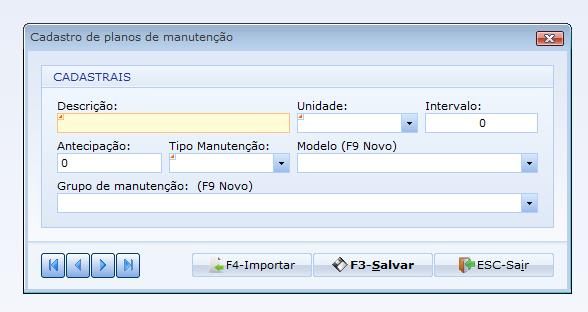 Cadastro de planos de manutenção
CADASTRAIS
Descrição: Unidade: Intervalo:
0
Antecipação: Tipo Manutenção: Modelo (F9 Novo)
0
Grupo de manutenção: (F9 Novo)
F4-Importar F3-Salvar ESC-Sair